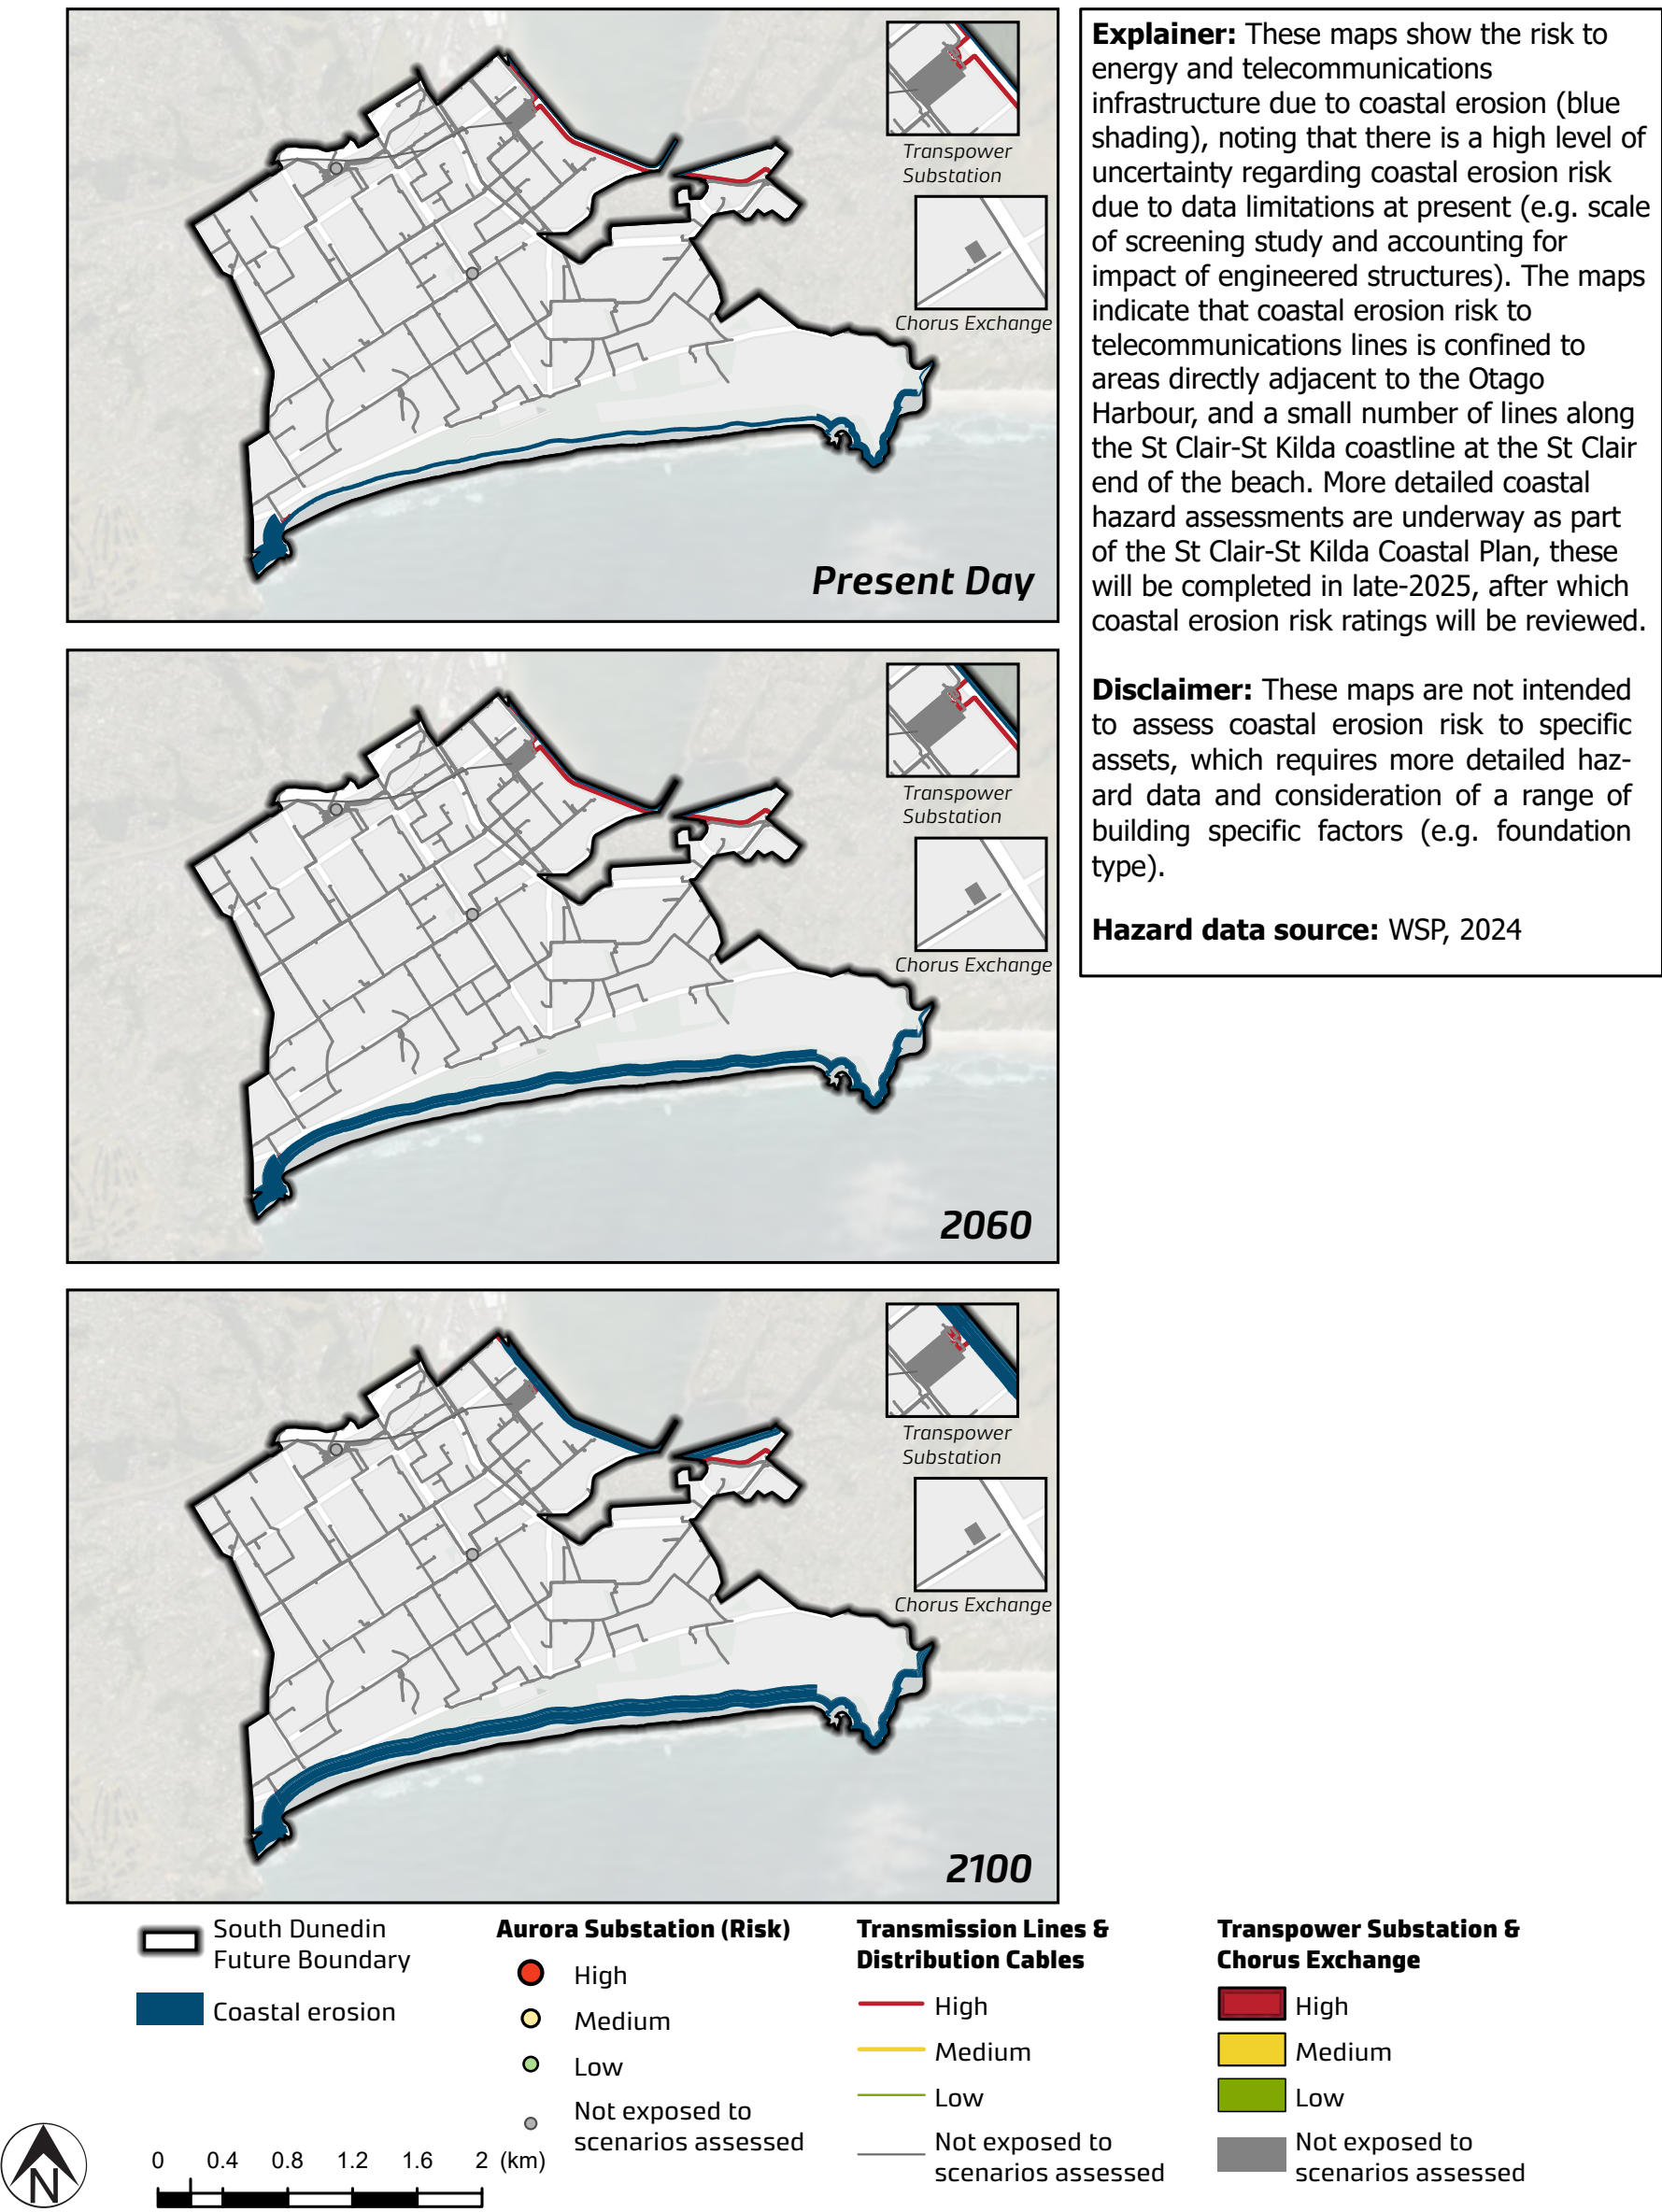 Transpower
Substation
Chorus Exchange
Present Day
Transpower
Substation
Chorus Exchange
2060
Transpower
Substation
Chorus Exchange
2100
Explainer: These maps show the risk to
energy and telecommunications
infrastructure due to coastal erosion (blue
shading), noting that there is a high level of
uncertainty regarding coastal erosion risk
due to data limitations at present (e.g. scale
of screening study and accounting for
impact of engineered structures). The maps
indicate that coastal erosion risk to
telecommunications lines is confined to
areas directly adjacent to the Otago
Harbour, and a small number of lines along
the St Clair-St Kilda coastline at the St Clair
end of the beach. More detailed coastal
hazard assessments are underway as part
of the St Clair-St Kilda Coastal Plan, these
will be completed in late-2025, after which
coastal erosion risk ratings will be reviewed.
Disclaimer: These maps are not intended
to assess coastal erosion risk to specific
assets, which requires more detailed haz-
ard data and consideration of a range of
building specific factors (e.g. foundation
type).
Hazard data source: WSP, 2024
South Dunedin
Future Boundary
Coastal erosion
Aurora Substation (Risk)
High
Medium
Low
Not exposed to
scenarios assessed
Transmission Lines &
Distribution Cables
High
Medium
Low
Not exposed to
scenarios assessed
Transpower Substation &
Chorus Exchange
High
Medium
Low
Not exposed to
scenarios assessed
N
0 0.4 0.8 1.2 1.6 2 (km)